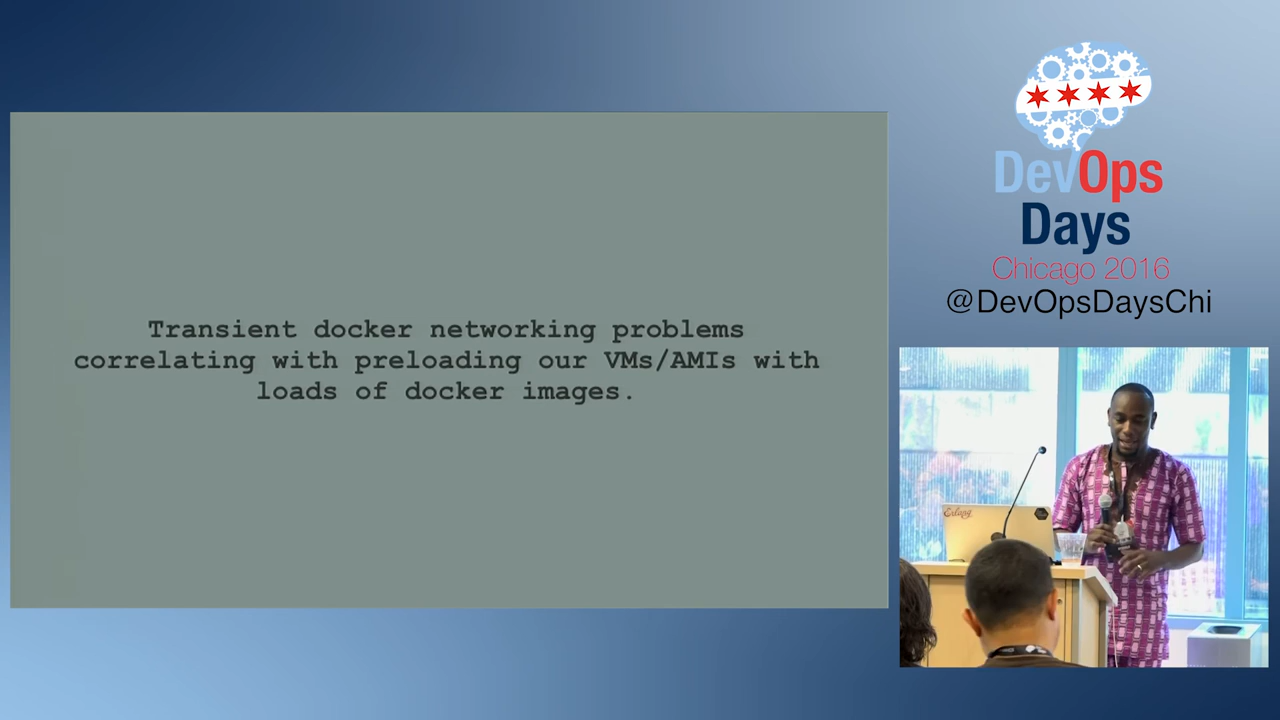 Transient docker networking problems
correlating with preloading our VMs/AMIs with
loads of docker images.
DevOps
Days
Chicago 2016
@DevOpsDaysChi
Erlang